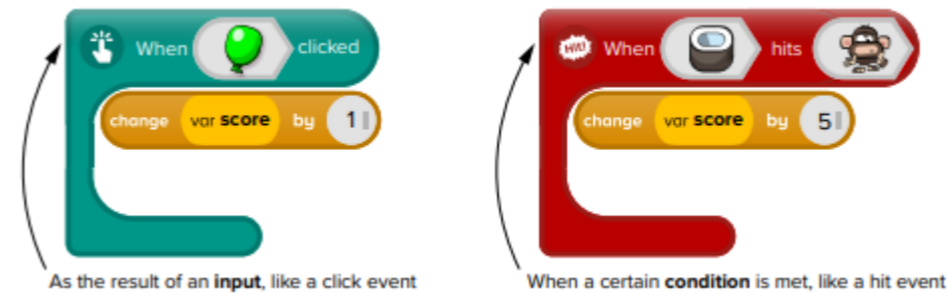 When clicked
change var score by 1
As the result of an input, like a click event
HIT! When hits
change var score by 5
When a certain condition is met, like a hit event